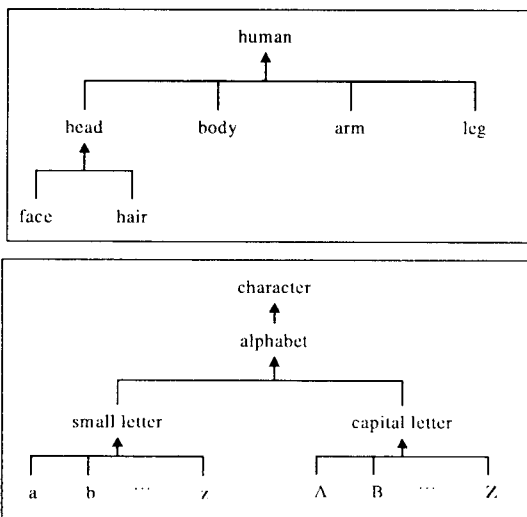 human
head body arm leg
face hair
character
alphabet
small letter capital letter
a b ... z A B ... Z